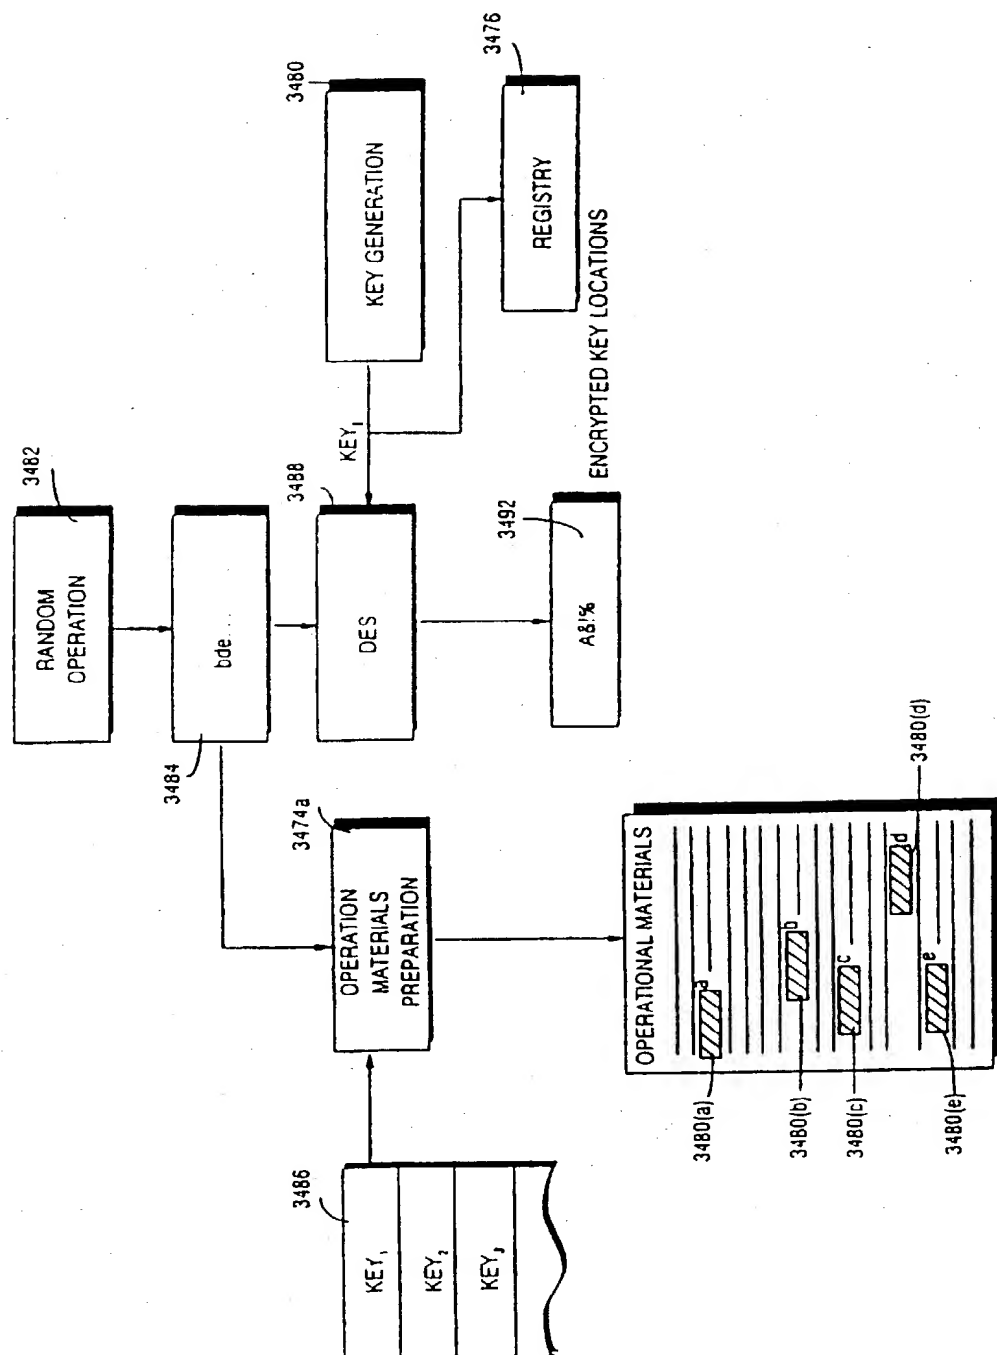 3482
RANDOM
OPERATION
3484
bde...
3488
DES
KEY₁
3480
KEY GENERATION
3476
REGISTRY
3492
A&!%
ENCRYPTED KEY LOCATIONS
3474a
OPERATION
MATERIALS
PREPARATION
3486
KEY₁
KEY₂
KEY₃
OPERATIONAL MATERIALS
a
b
c
d
e
3480(a)
3480(b)
3480(c)
3480(d)
3480(e)